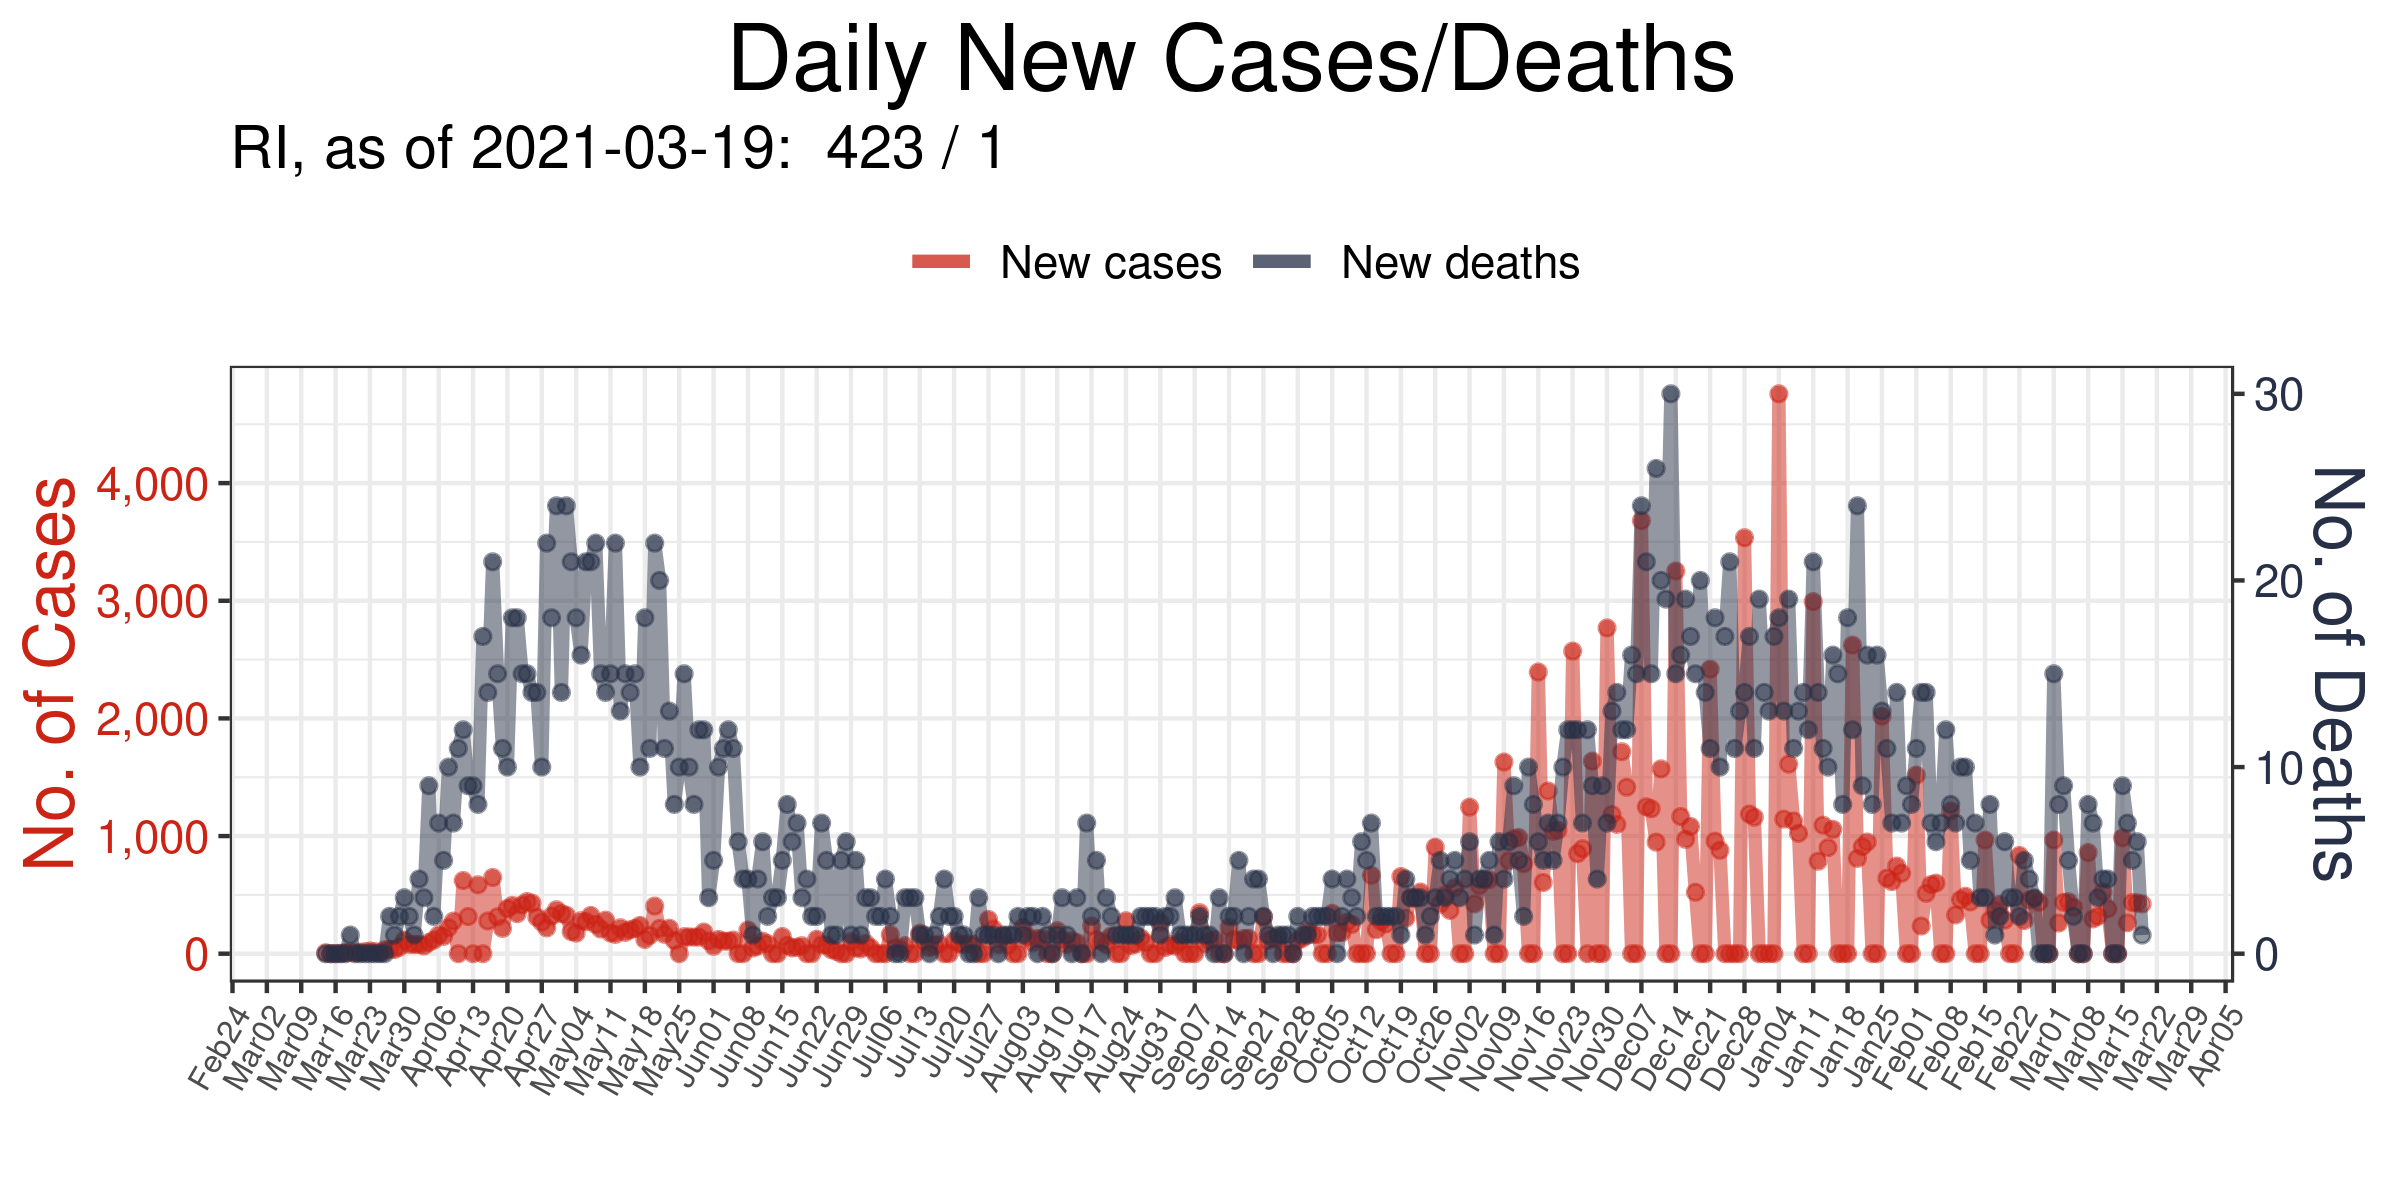 Daily New Cases/Deaths
RI, as of 2021-03-19:  423 / 1
New cases
New deaths
No. of Cases
4,000
3,000
2,000
1,000
0
30
20
10
0
No. of Deaths
Feb24
Mar02
Mar09
Mar16
Mar23
Mar30
Apr06
Apr13
Apr20
Apr27
May04
May11
May18
May25
Jun01
Jun08
Jun15
Jun22
Jun29
Jul06
Jul13
Jul20
Jul27
Aug03
Aug10
Aug17
Aug24
Aug31
Sep07
Sep14
Sep21
Sep28
Oct05
Oct12
Oct19
Oct26
Nov02
Nov09
Nov16
Nov23
Nov30
Dec07
Dec14
Dec21
Dec28
Dec04
Jan11
Jan18
Jan25
Feb01
Feb08
Feb15
Feb22
Mar01
Mar08
Mar15
Mar22
Mar29
Apr05